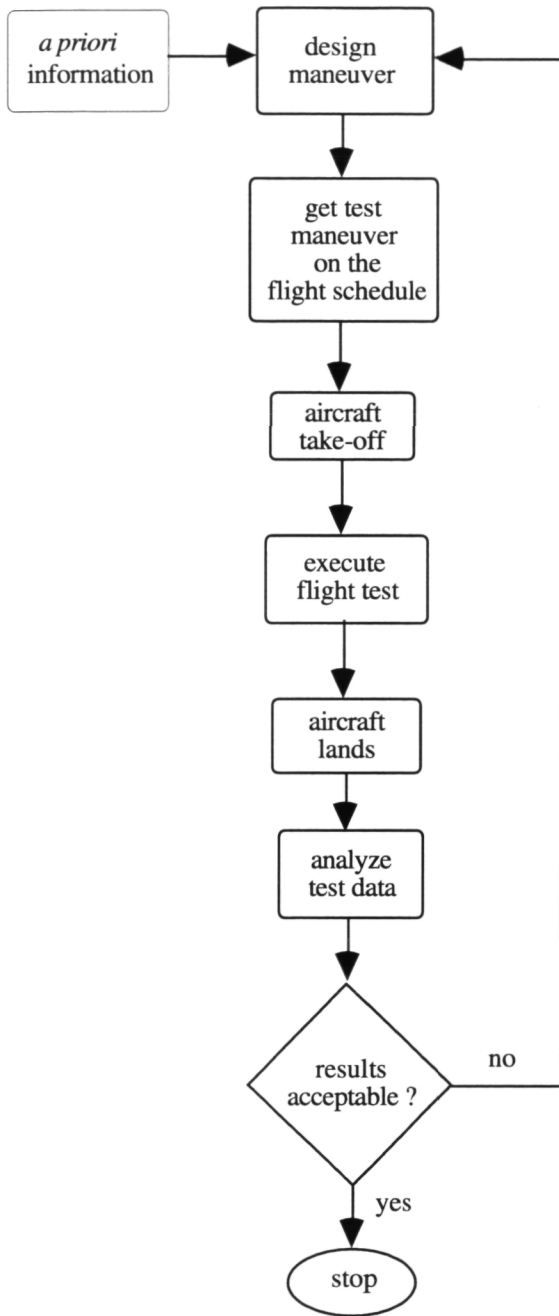 a priori
information
design
maneuver
get test
maneuver
on the
flight schedule
aircraft
take-off
execute
flight test
aircraft
lands
analyze
test data
results
acceptable ?
no
yes
stop